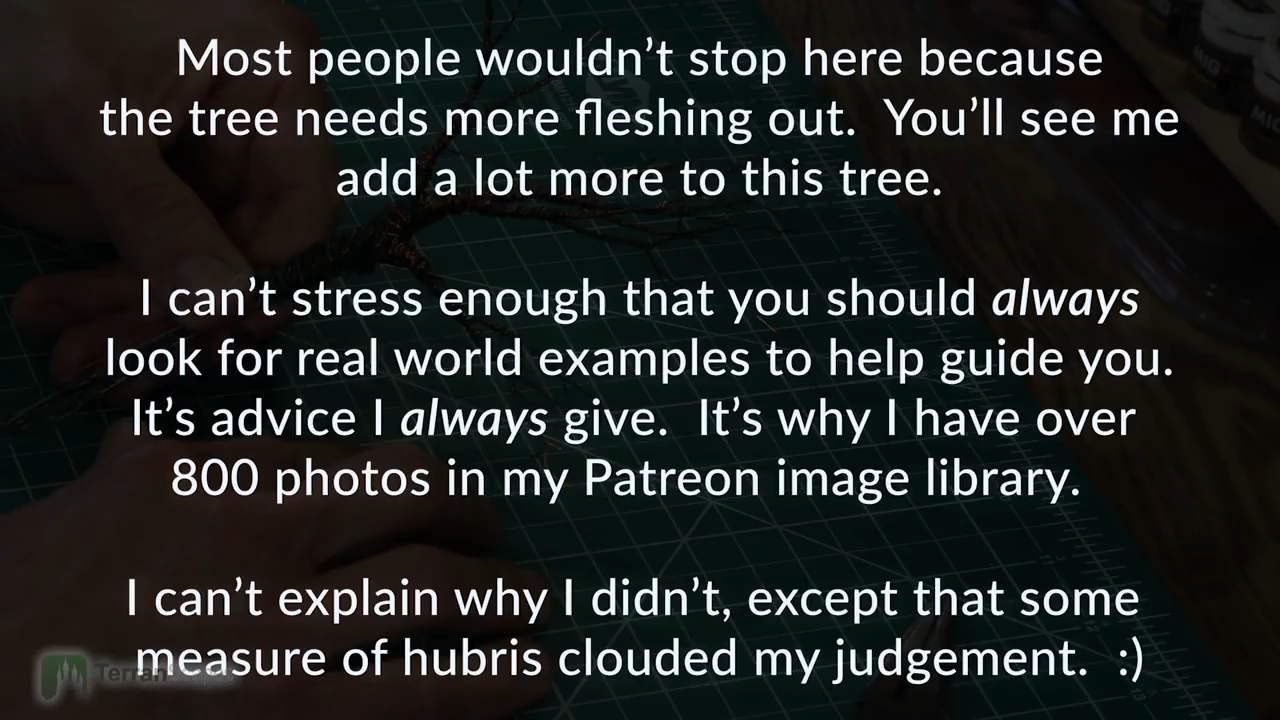 Most people wouldn’t stop here because
the tree needs more fleshing out.  You’ll see me
add a lot more to this tree.
I can’t stress enough that you should always
look for real world examples to help guide you.
It’s advice I always give.  It’s why I have over
800 photos in my Patreon image library.
I can’t explain why I didn’t, except that some
measure of hubris clouded my judgement.  :)